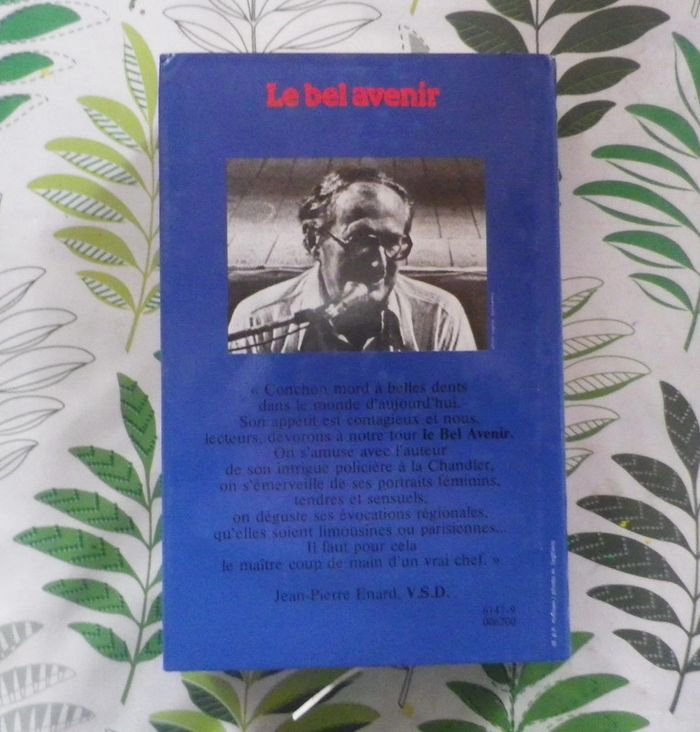 Le bel avenir
« Conchon mord à belles dents
dans le monde d'aujourd'hui.
Son appétit est contagieux et nous,
lecteurs, dévorons à notre tour le Bel Avenir.
On s'amuse avec l'auteur
de son intrigue policière à la Chandler,
on s'émerveille de ses portraits féminins,
tendres et sensuels,
on déguste ses évocations régionales,
qu'elles soient limousines ou parisiennes...
Il faut pour cela
le maître coup de main d'un vrai chef. »
Jean-Pierre Enard, V.S.D.